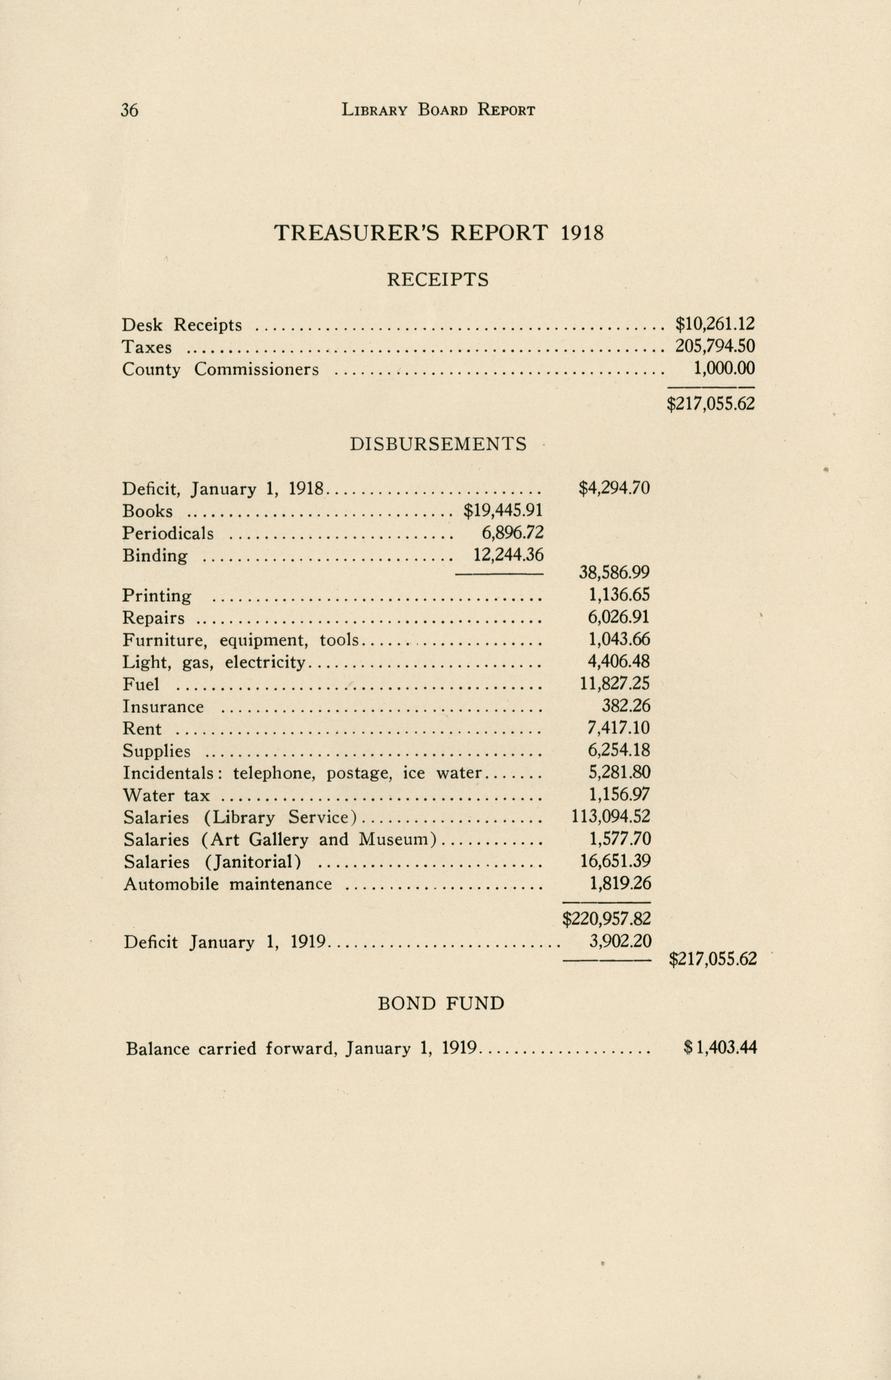 36 LIBRARY BOARD REPORT
TREASURER'S REPORT 1918
RECEIPTS
Desk Receipts .............................................. $10,261.12
Taxes ...................................................... 205,794.50
County Commissioners ..................................... 1,000.00
$217,055.62
DISBURSEMENTS
Deficit, January 1, 1918........................ $4,294.70
Books .............................. $19,445.91
Periodicals ......................... 6,896.72
Binding ............................ 12,244.36
38,586.99
Printing ..................................... 1,136.65
Repairs ...................................... 6,026.91
Furniture, equipment, tools.................... 1,043.66
Light, gas, electricity.......................... 4,406.48
Fuel ......................................... 11,827.25
Insurance .................................... 382.26
Rent ......................................... 7,417.10
Supplies ..................................... 6,254.18
Incidentals: telephone, postage, ice water....... 5,281.80
Water tax .................................... 1,156.97
Salaries (Library Service)..................... 113,094.52
Salaries (Art Gallery and Museum)............ 1,577.70
Salaries (Janitorial) .......................... 16,651.39
Automobile maintenance ....................... 1,819.26
$220,957.82
Deficit January 1, 1919.......................... 3,902.20
$217,055.62
BOND FUND
Balance carried forward, January 1, 1919.................... $1,403.44